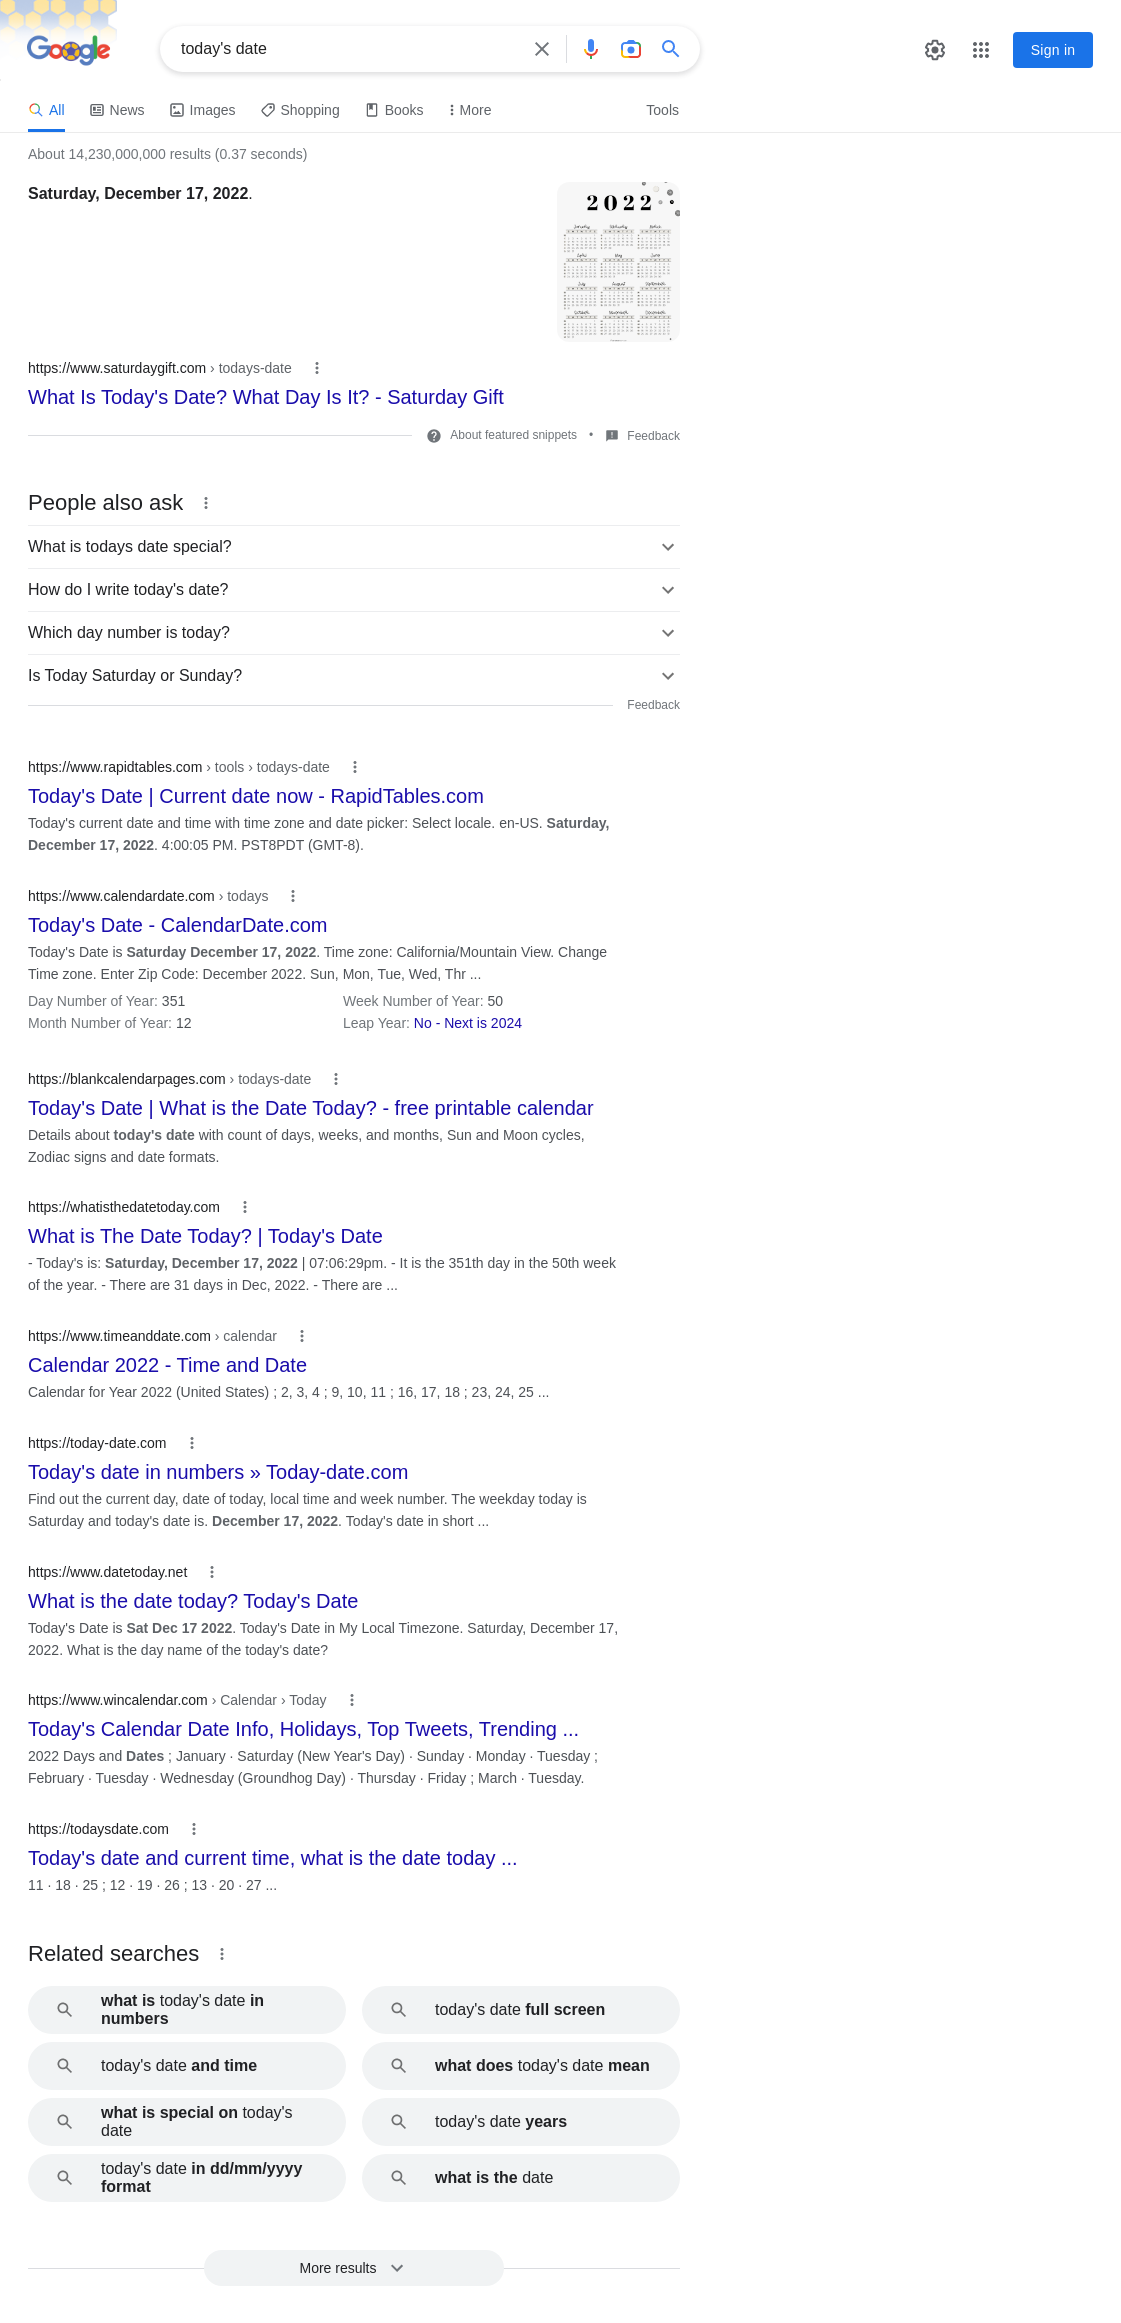 Google
today's date
Sign in
All
News
Images
Shopping
Books
More
Tools
About 14,230,000,000 results (0.37 seconds)
Saturday, December 17, 2022.
2022
https://www.saturdaygift.com › todays-date
What Is Today's Date? What Day Is It? - Saturday Gift
About featured snippets • Feedback
People also ask
What is todays date special?
How do I write today's date?
Which day number is today?
Is Today Saturday or Sunday?
Feedback
https://www.rapidtables.com › tools › todays-date
Today's Date | Current date now - RapidTables.com
Today's current date and time with time zone and date picker: Select locale. en-US. Saturday,
December 17, 2022. 4:00:05 PM. PST8PDT (GMT-8).
https://www.calendardate.com › todays
Today's Date - CalendarDate.com
Today's Date is Saturday December 17, 2022. Time zone: California/Mountain View. Change
Time zone. Enter Zip Code: December 2022. Sun, Mon, Tue, Wed, Thr ...
Day Number of Year: 351
Week Number of Year: 50
Month Number of Year: 12
Leap Year: No - Next is 2024
https://blankcalendarpages.com › todays-date
Today's Date | What is the Date Today? - free printable calendar
Details about today's date with count of days, weeks, and months, Sun and Moon cycles,
Zodiac signs and date formats.
https://whatisthedatetoday.com
What is The Date Today? | Today's Date
- Today's is: Saturday, December 17, 2022 | 07:06:29pm. - It is the 351th day in the 50th week
of the year. - There are 31 days in Dec, 2022. - There are ...
https://www.timeanddate.com › calendar
Calendar 2022 - Time and Date
Calendar for Year 2022 (United States) ; 2, 3, 4 ; 9, 10, 11 ; 16, 17, 18 ; 23, 24, 25 ...
https://today-date.com
Today's date in numbers » Today-date.com
Find out the current day, date of today, local time and week number. The weekday today is
Saturday and today's date is. December 17, 2022. Today's date in short ...
https://www.datetoday.net
What is the date today? Today's Date
Today's Date is Sat Dec 17 2022. Today's Date in My Local Timezone. Saturday, December 17,
2022. What is the day name of the today's date?
https://www.wincalendar.com › Calendar › Today
Today's Calendar Date Info, Holidays, Top Tweets, Trending ...
2022 Days and Dates ; January · Saturday (New Year's Day) · Sunday · Monday · Tuesday ;
February · Tuesday · Wednesday (Groundhog Day) · Thursday · Friday ; March · Tuesday.
https://todaysdate.com
Today's date and current time, what is the date today ...
11 · 18 · 25 ; 12 · 19 · 26 ; 13 · 20 · 27 ...
Related searches
what is today's date in
numbers
today's date full screen
today's date and time
what does today's date mean
what is special on today's
date
today's date years
today's date in dd/mm/yyyy
format
what is the date
More results